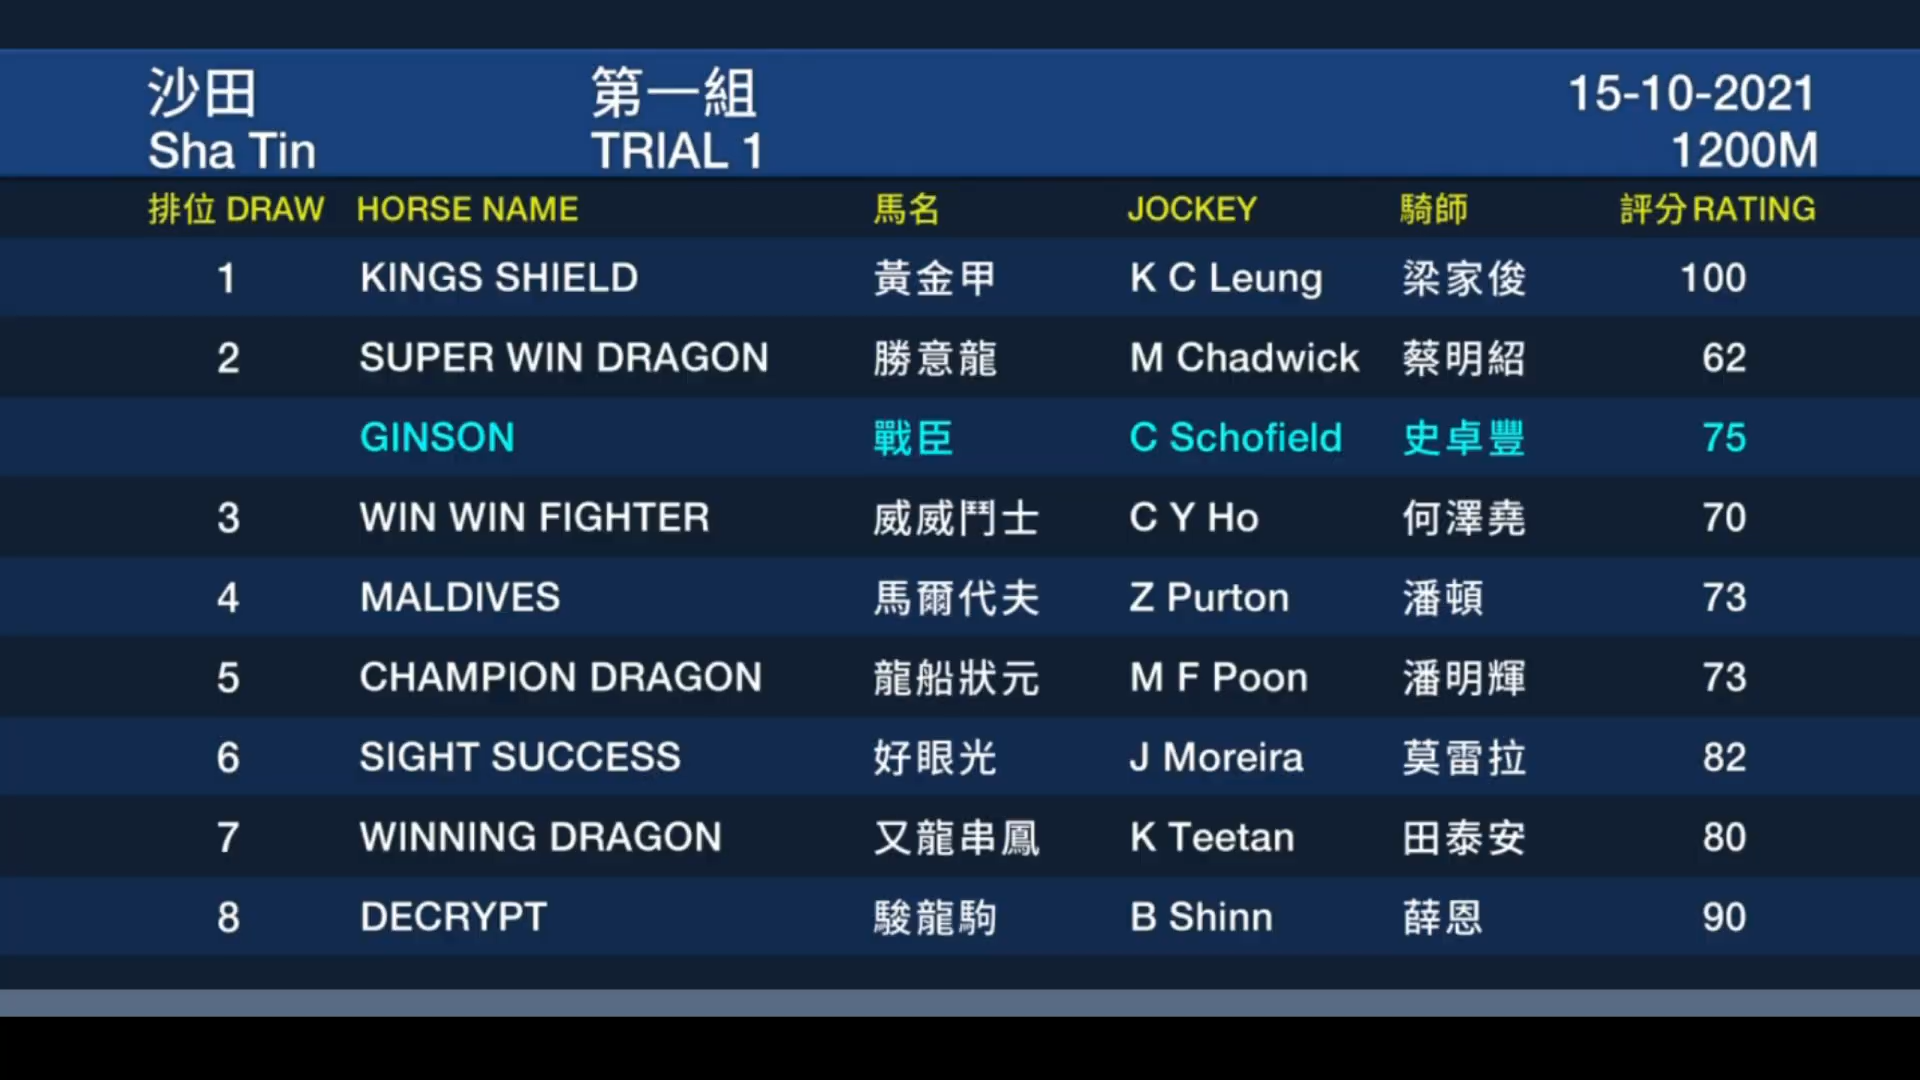 沙田 第一組 15-10-2021
Sha Tin TRIAL 1 1200M
排位 DRAW HORSE NAME 馬名 JOCKEY 騎師 評分 RATING
1 KINGS SHIELD 黃金甲 K C Leung 梁家俊 100
2 SUPER WIN DRAGON 勝意龍 M Chadwick 蔡明紹 62
GINSON 戰臣 C Schofield 史卓豐 75
3 WIN WIN FIGHTER 威威鬥士 C Y Ho 何澤堯 70
4 MALDIVES 馬爾代夫 Z Purton 潘頓 73
5 CHAMPION DRAGON 龍船狀元 M F Poon 潘明輝 73
6 SIGHT SUCCESS 好眼光 J Moreira 莫雷拉 82
7 WINNING DRAGON 又龍串鳳 K Teetan 田泰安 80
8 DECRYPT 駿龍駒 B Shinn 薛恩 90